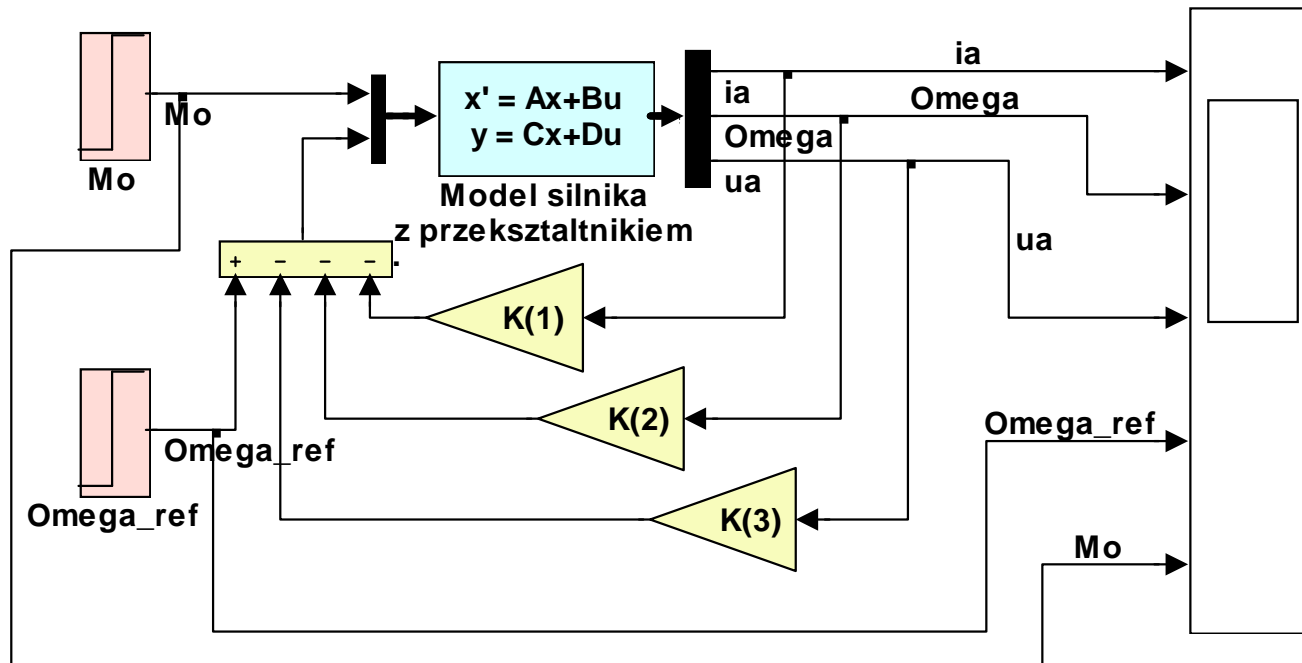 Mo
Mo
x' = Ax+Bu
y = Cx+Du
Model silnika
z przeksztaltnikiem
.
ia
Omega
ua
ia
Omega
ua
+ − − −
K(1)
K(2)
K(3)
Omega_ref
Omega_ref
Omega_ref
Mo